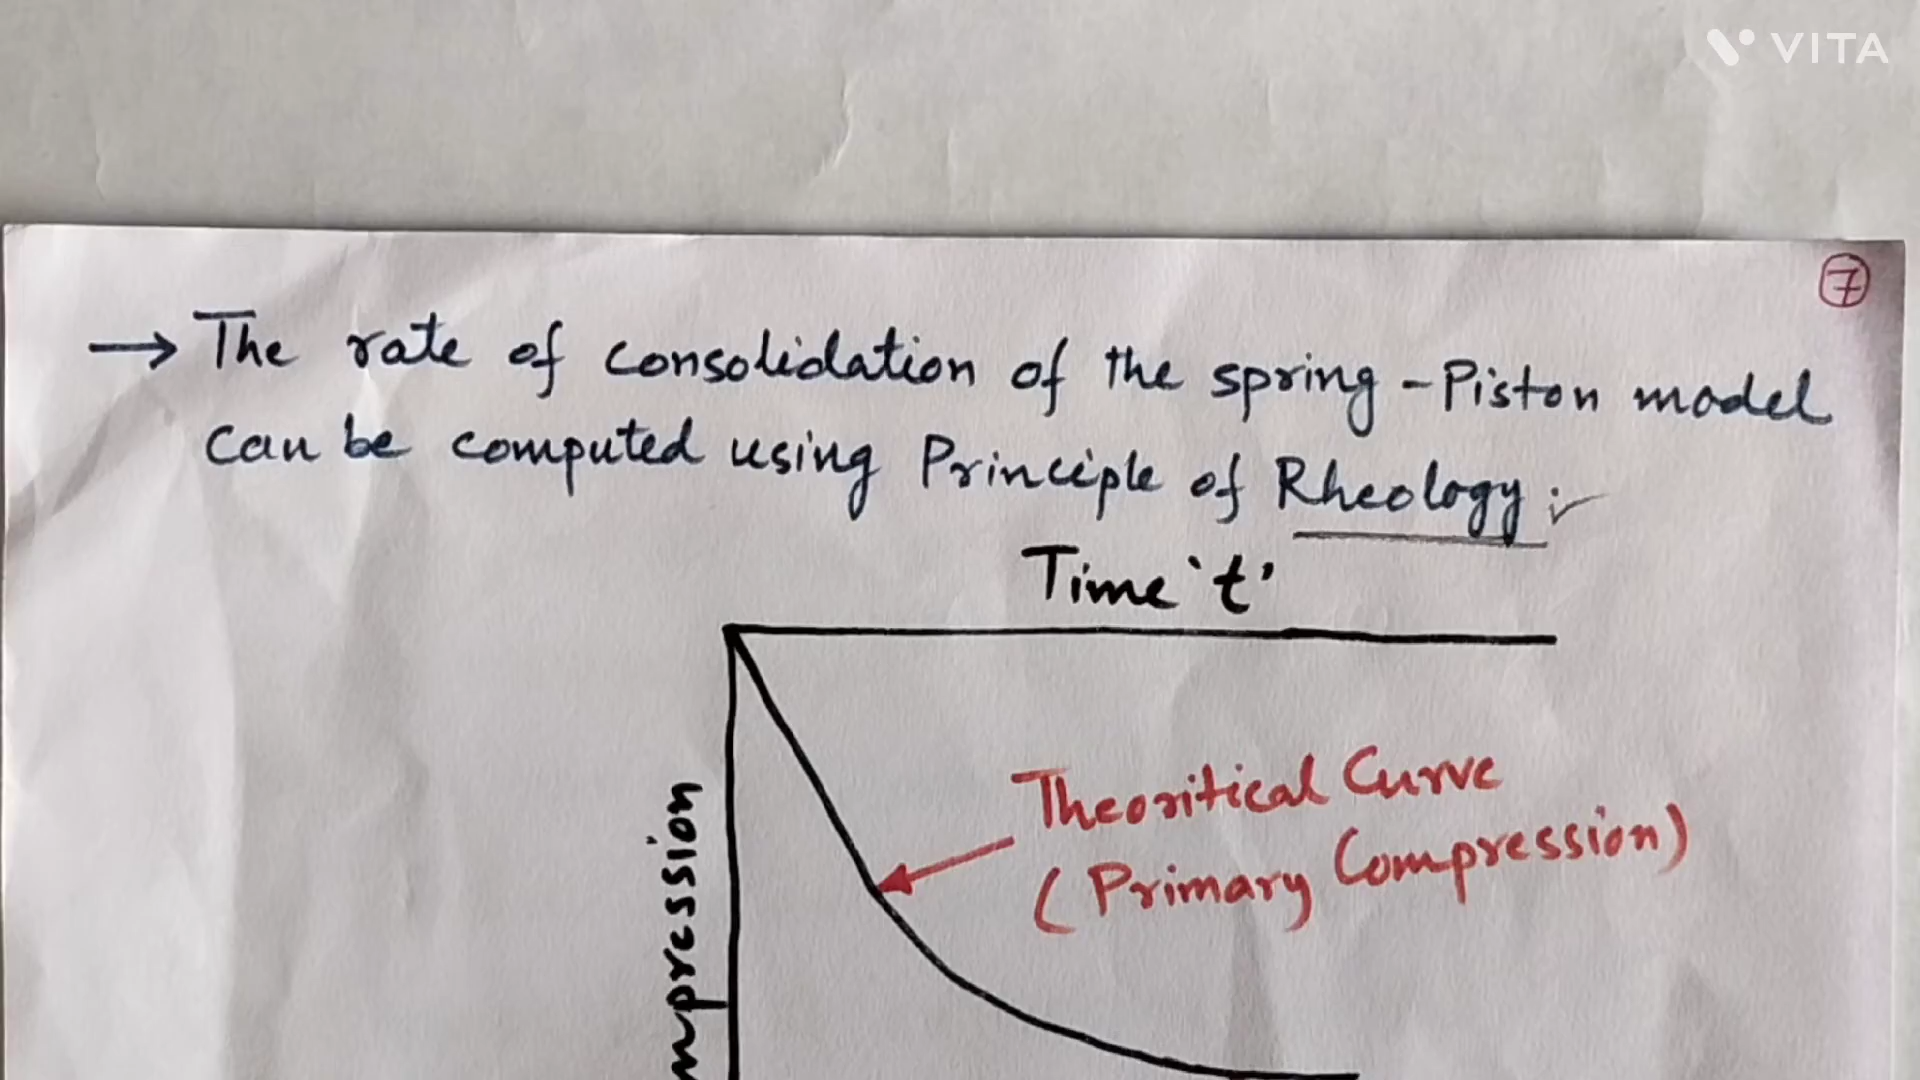 VITA
7
→ The rate of consolidation of the spring - Piston model
can be computed using Principle of Rheology :
Time 't'
Theoritical Curve
(Primary Compression)
mpression